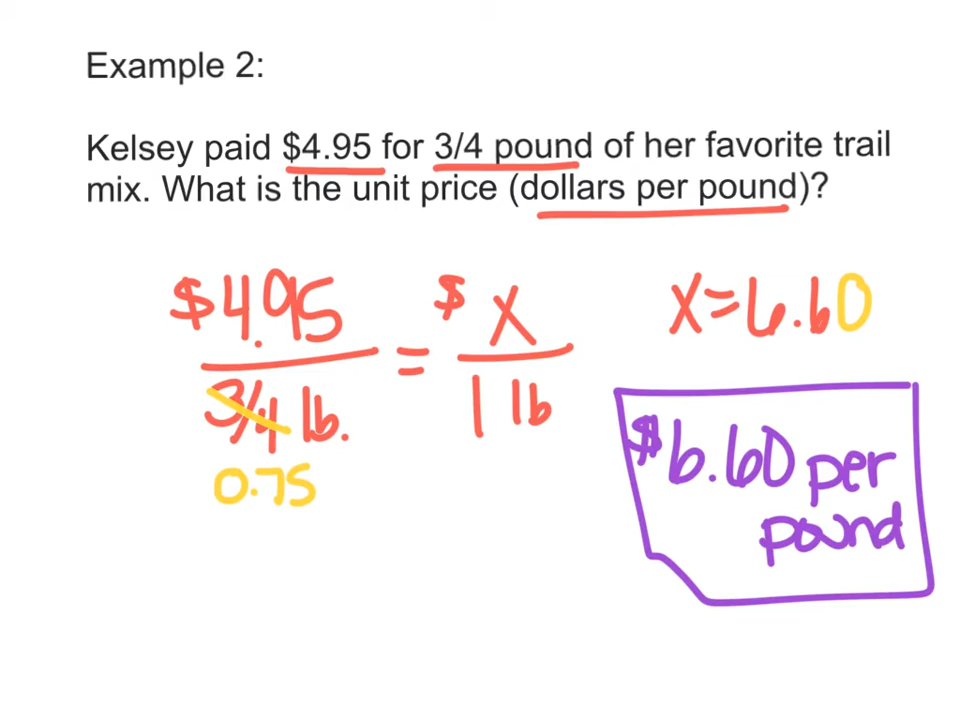 Example 2:
Kelsey paid $4.95 for 3/4 pound of her favorite trail
mix. What is the unit price (dollars per pound)?
$4.95 = $ x
3/4 lb. 1 lb
0.75
x=6.60
$6.60 per
pound